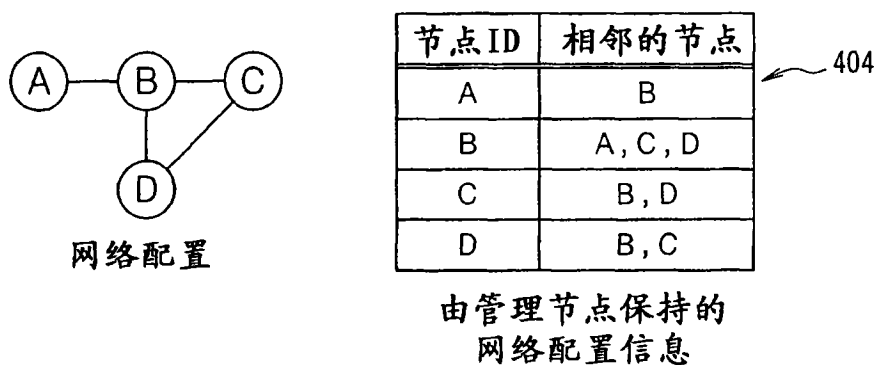 A
B
C
D
网络配置
节点ID 相邻的节点
A B
B A,C,D
C B,D
D B,C
404
由管理节点保持的
网络配置信息